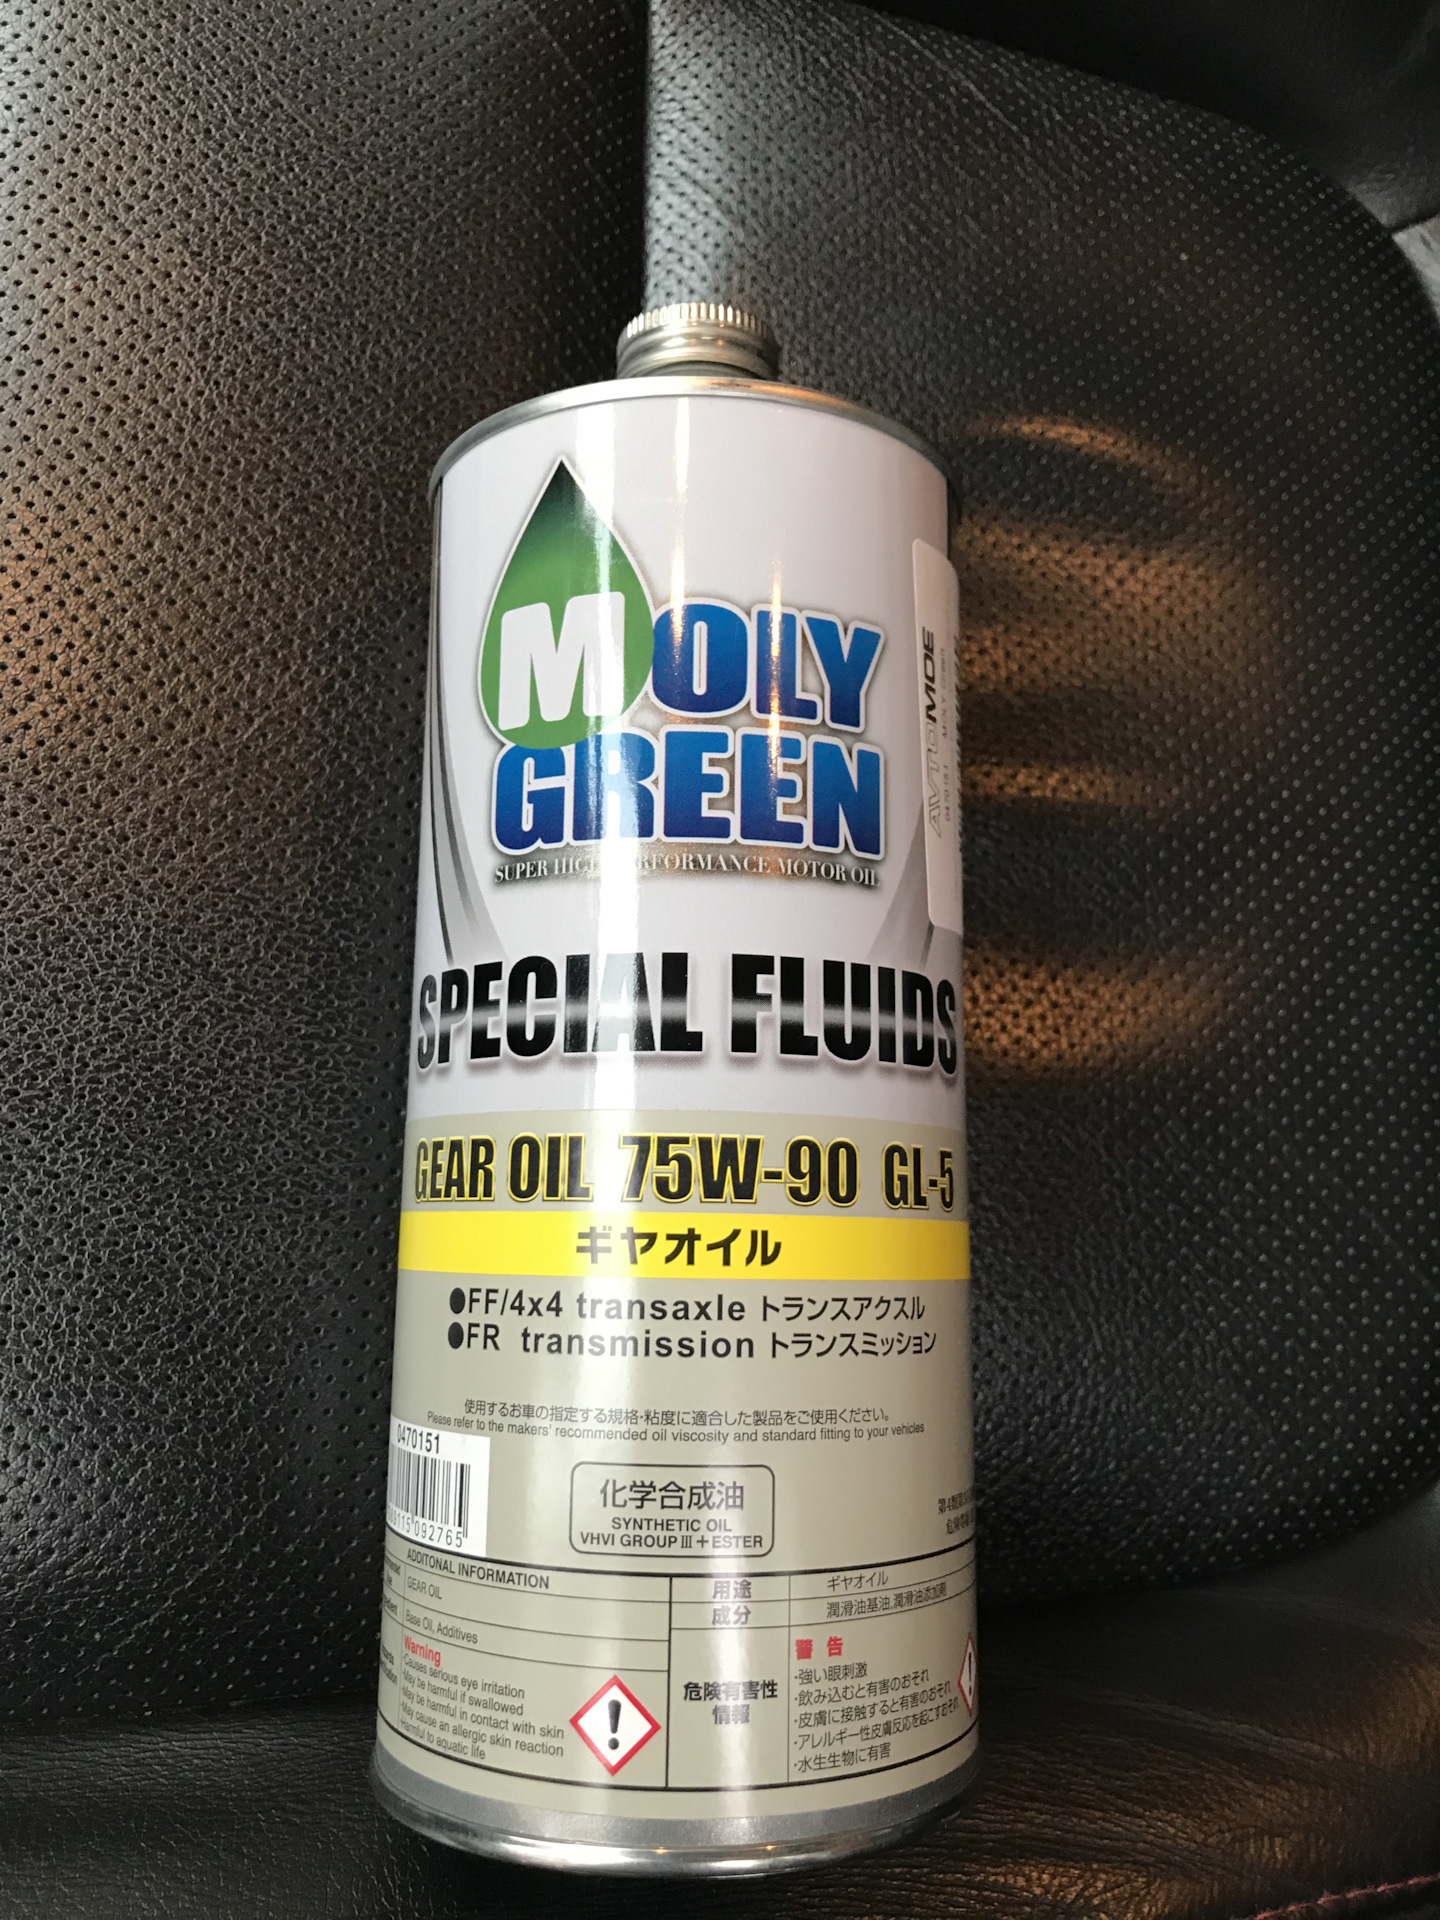 MOLY
GREEN
SUPER HIGH PERFORMANCE MOTOR OIL
AVTOMOE
0470151 MOLY Green
SPECIAL FLUIDS
GEAR OIL 75W-90 GL-5
ギヤオイル
●FF/4x4 transaxle トランスアクスル
●FR transmission トランスミッション
使用するお車の指定する規格・粘度に適合した製品をご使用ください。
Please refer to the makers' recommended oil viscosity and standard fitting to your vehicles
0470151
115 092765
化学合成油
SYNTHETIC OIL
VHVI GROUP Ⅲ+ESTER
ADDITONAL INFORMATION
GEAR OIL
Base Oil, Additives
Warning
·Causes serious eye irritation
·May be harmful if swallowed
·May be harmful in contact with skin
·May cause an allergic skin reaction
·Harmful to aquatic life
用途 ギヤオイル
成分 潤滑油基油,潤滑油添加剤
危険有害性
情報
警告
·強い眼刺激
·飲み込むと有害のおそれ
·皮膚に接触すると有害のおそれ
·アレルギー性皮膚反応を起こすおそれ
·水生生物に有害